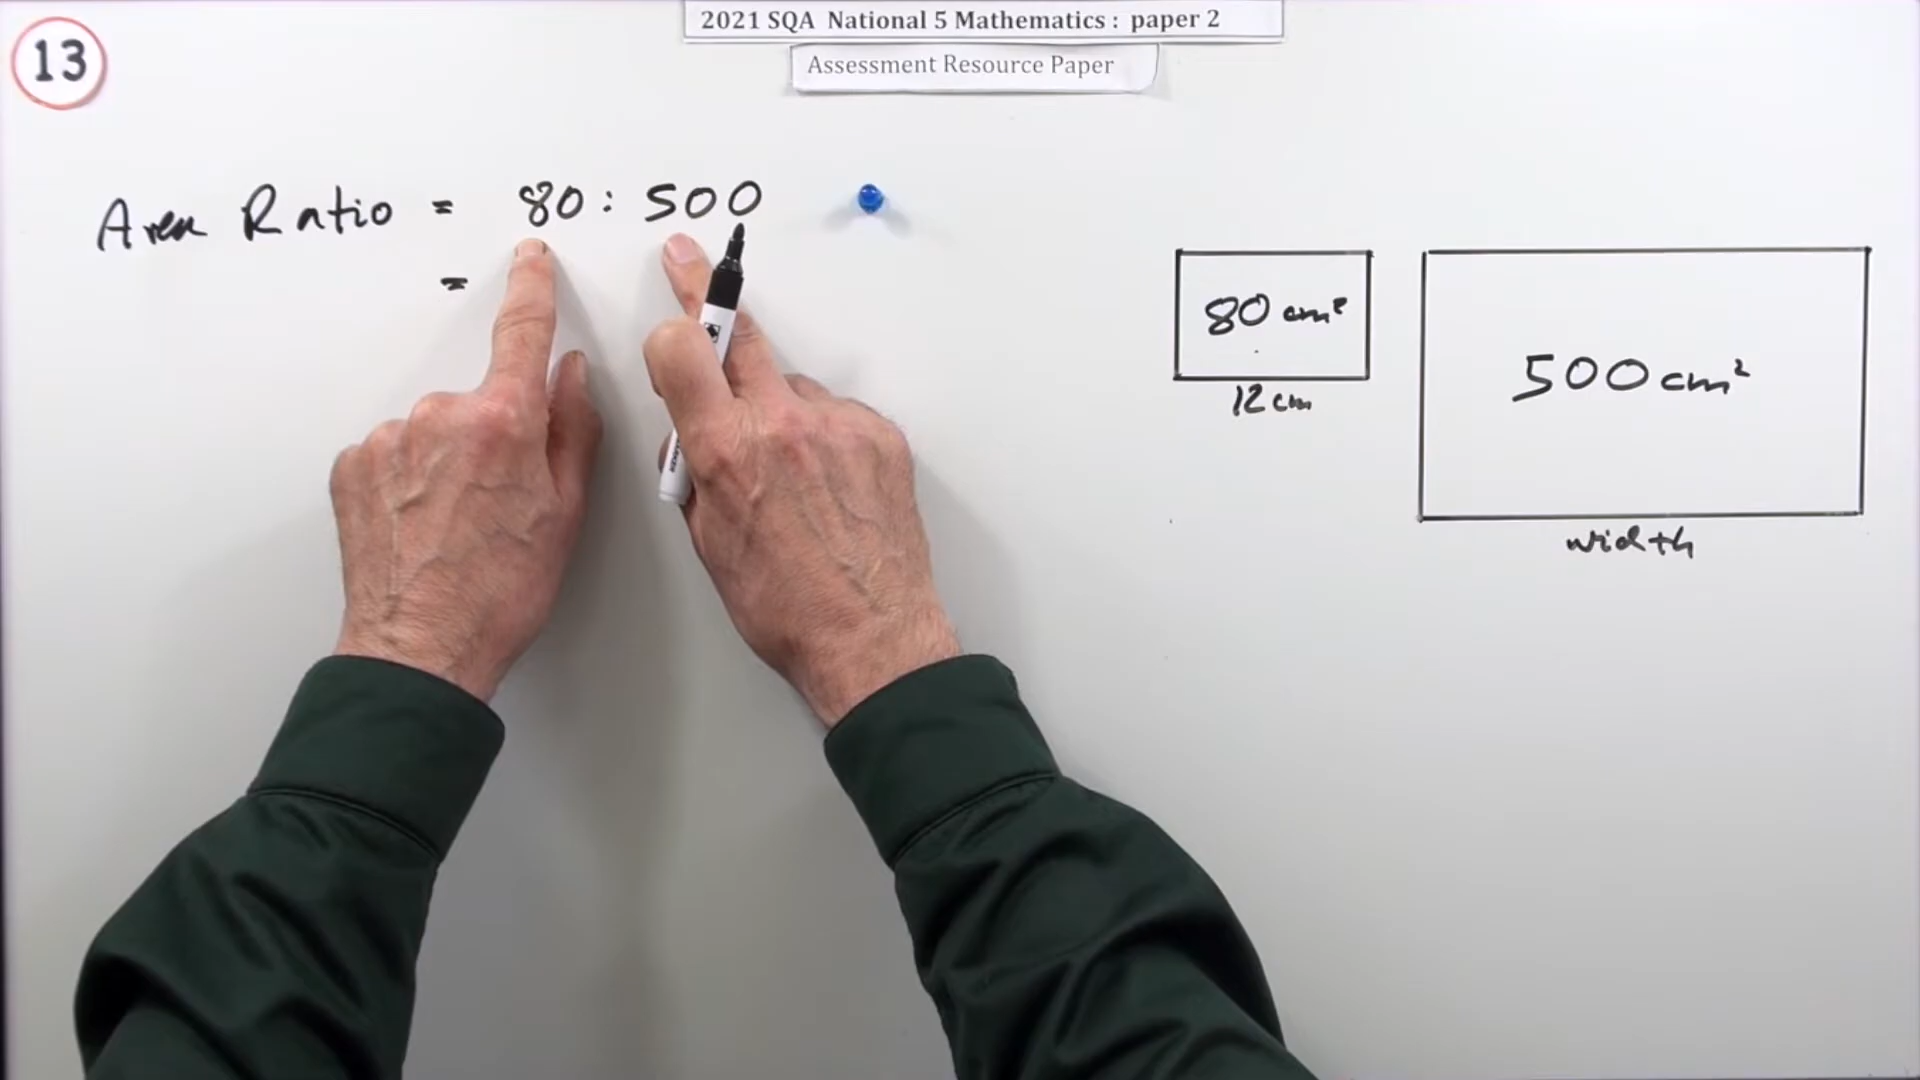 2021 SQA National 5 Mathematics : paper 2
Assessment Resource Paper
13
Area Ratio = 80 : 500
=
80 cm²
12 cm
500 cm²
width